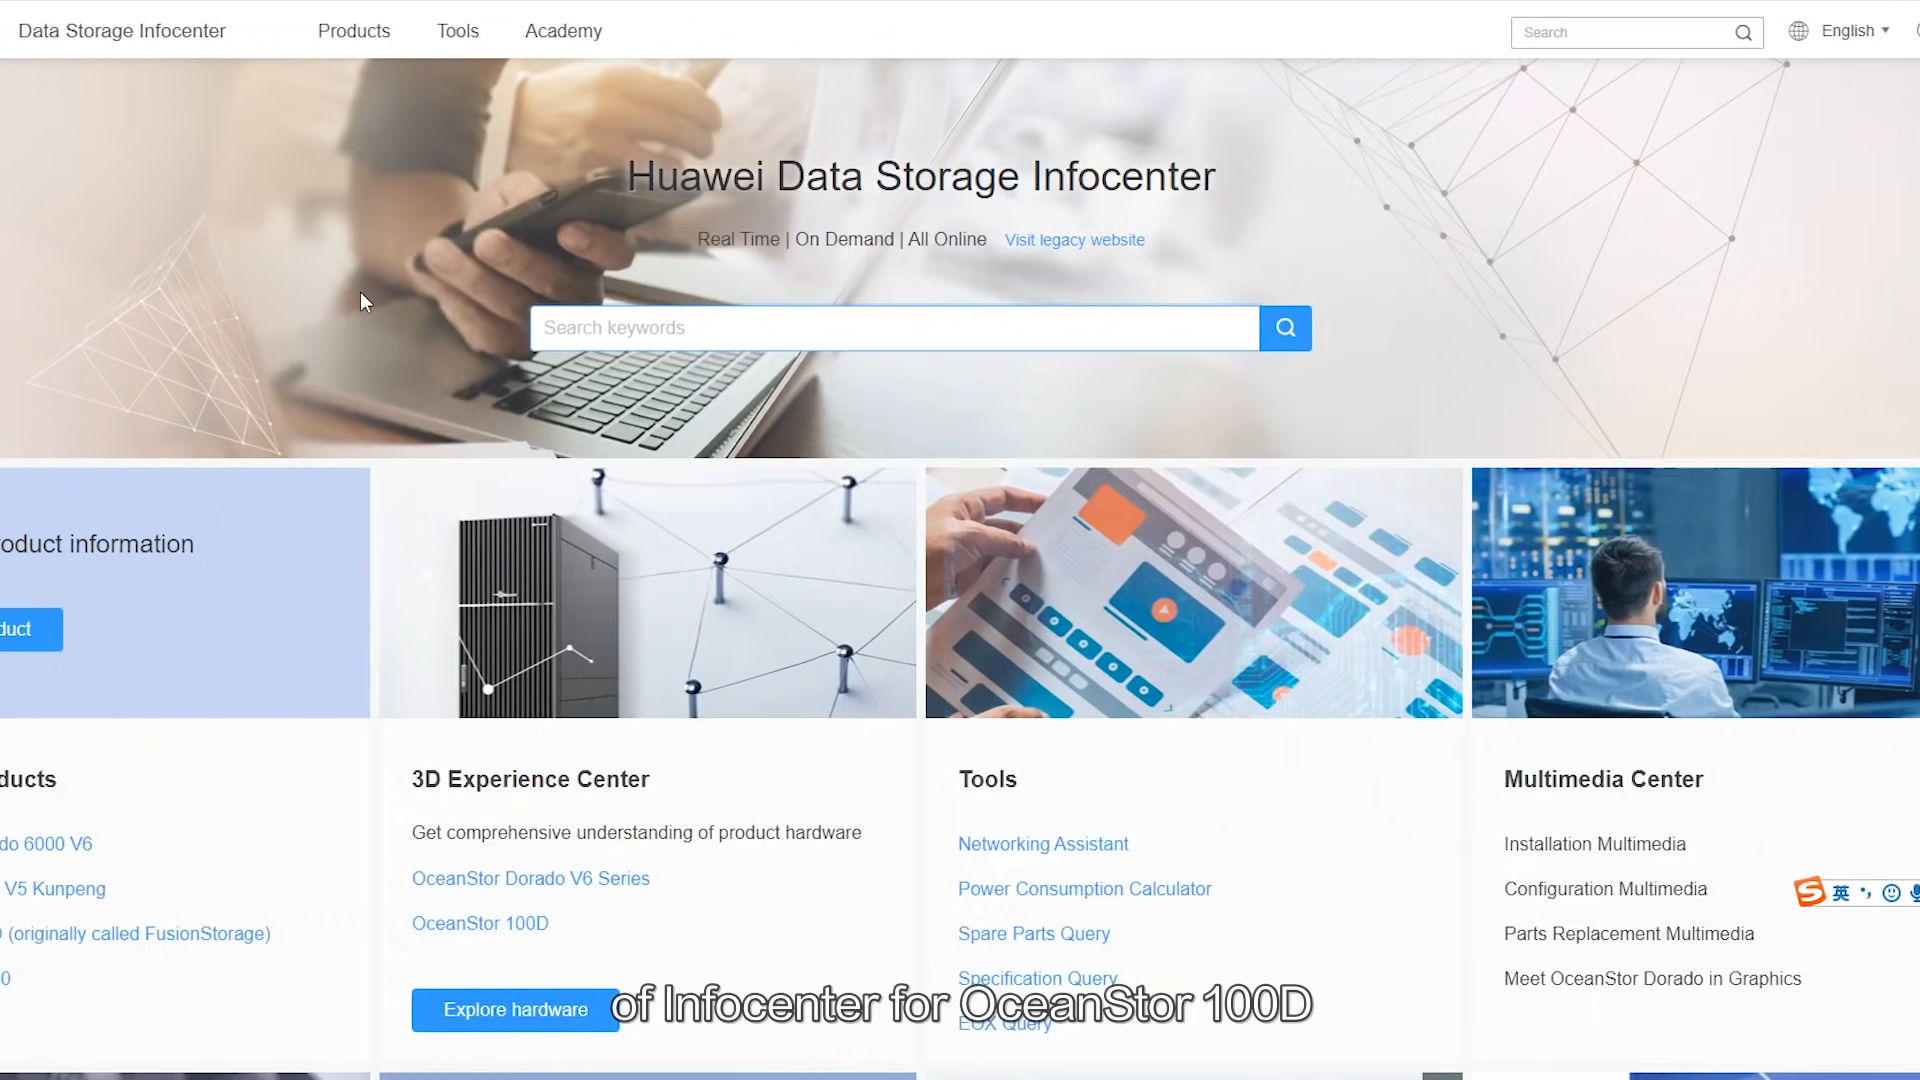 Data Storage Infocenter
Products
Tools
Academy
Search
English
Huawei Data Storage Infocenter
Real Time | On Demand | All Online Visit legacy website
Search keywords
oduct information
duct
ducts
do 6000 V6
V5 Kunpeng
(originally called FusionStorage)
0
3D Experience Center
Get comprehensive understanding of product hardware
OceanStor Dorado V6 Series
OceanStor 100D
Explore hardware
Tools
Networking Assistant
Power Consumption Calculator
Spare Parts Query
Specification Query
EOX Query
Multimedia Center
Installation Multimedia
Configuration Multimedia
Parts Replacement Multimedia
Meet OceanStor Dorado in Graphics
英
of Infocenter for OceanStor 100D